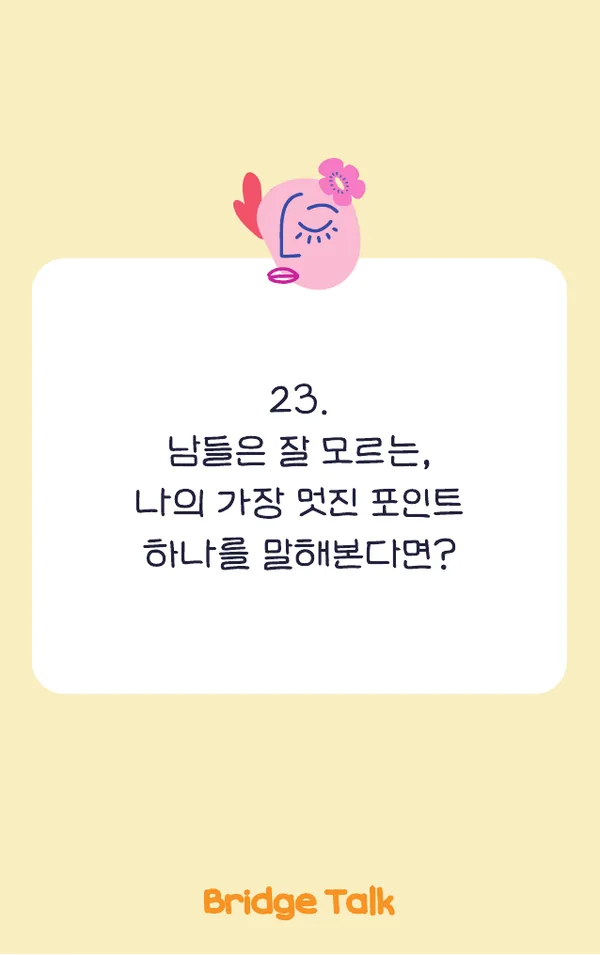 23.
남들은 잘 모르는,
나의 가장 멋진 포인트
하나를 말해본다면?
Bridge Talk